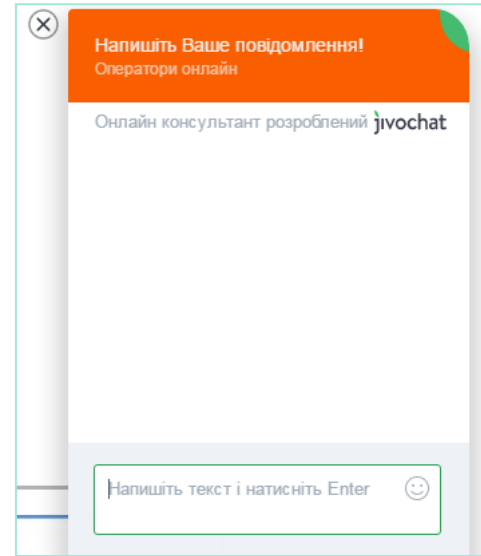 Напишіть Ваше повідомлення!
Оператори онлайн
Онлайн консультант розроблений jivochat
Напишіть текст і натисніть Enter